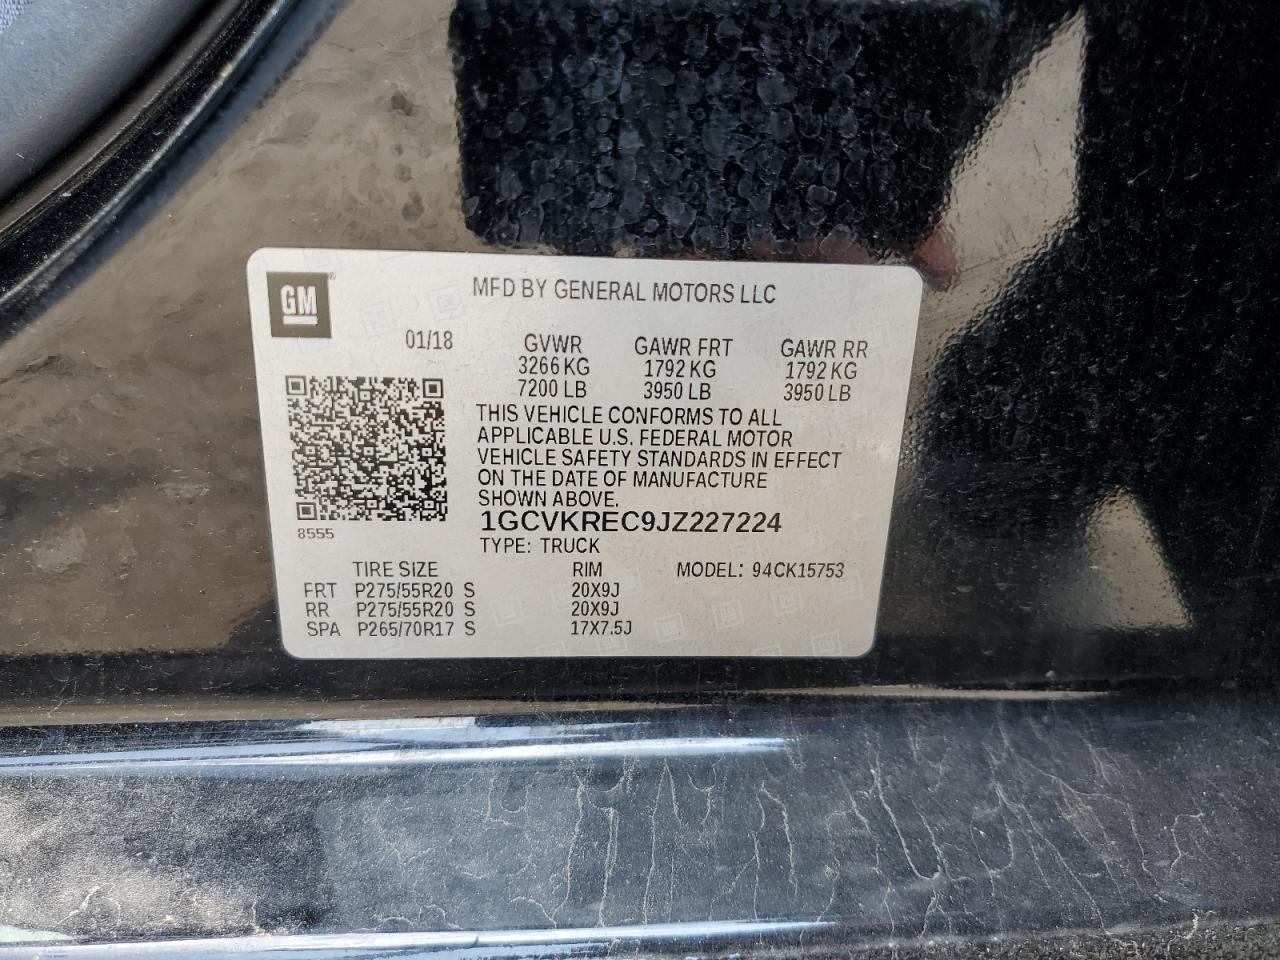 MFD BY GENERAL MOTORS LLC
GM
01/18 GVWR GAWR FRT GAWR RR
3266 KG 1792 KG 1792 KG
7200 LB 3950 LB 3950 LB
THIS VEHICLE CONFORMS TO ALL
APPLICABLE U.S. FEDERAL MOTOR
VEHICLE SAFETY STANDARDS IN EFFECT
ON THE DATE OF MANUFACTURE
SHOWN ABOVE.
1GCVKREC9JZ227224
8555
TYPE: TRUCK
TIRE SIZE RIM MODEL: 94CK15753
FRT P275/55R20 S 20X9J
RR P275/55R20 S 20X9J
SPA P265/70R17 S 17X7.5J